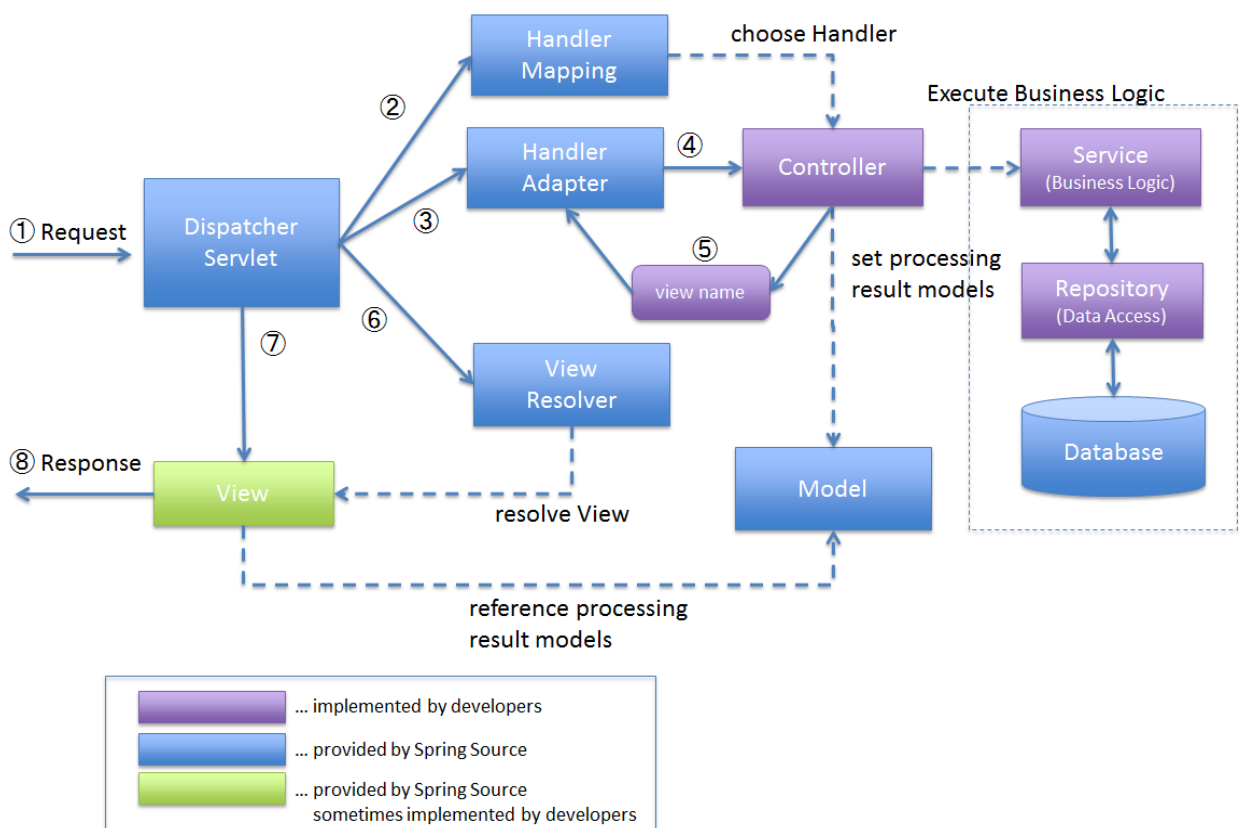 Handler
Mapping
choose Handler
②
Execute Business Logic
Handler
Adapter
④
Controller
Service
(Business Logic)
① Request
Dispatcher
Servlet
③
⑤
view name
set processing
result models
Repository
(Data Access)
⑥
⑦
View
Resolver
Database
⑧ Response
View
resolve View
Model
reference processing
result models
... implemented by developers
... provided by Spring Source
... provided by Spring Source
sometimes implemented by developers